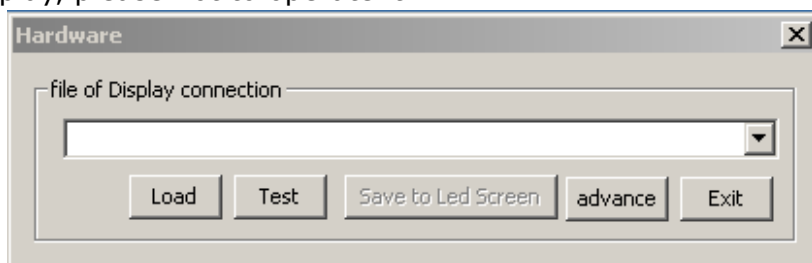 Hardware
file of Display connection
Load Test Save to Led Screen advance Exit